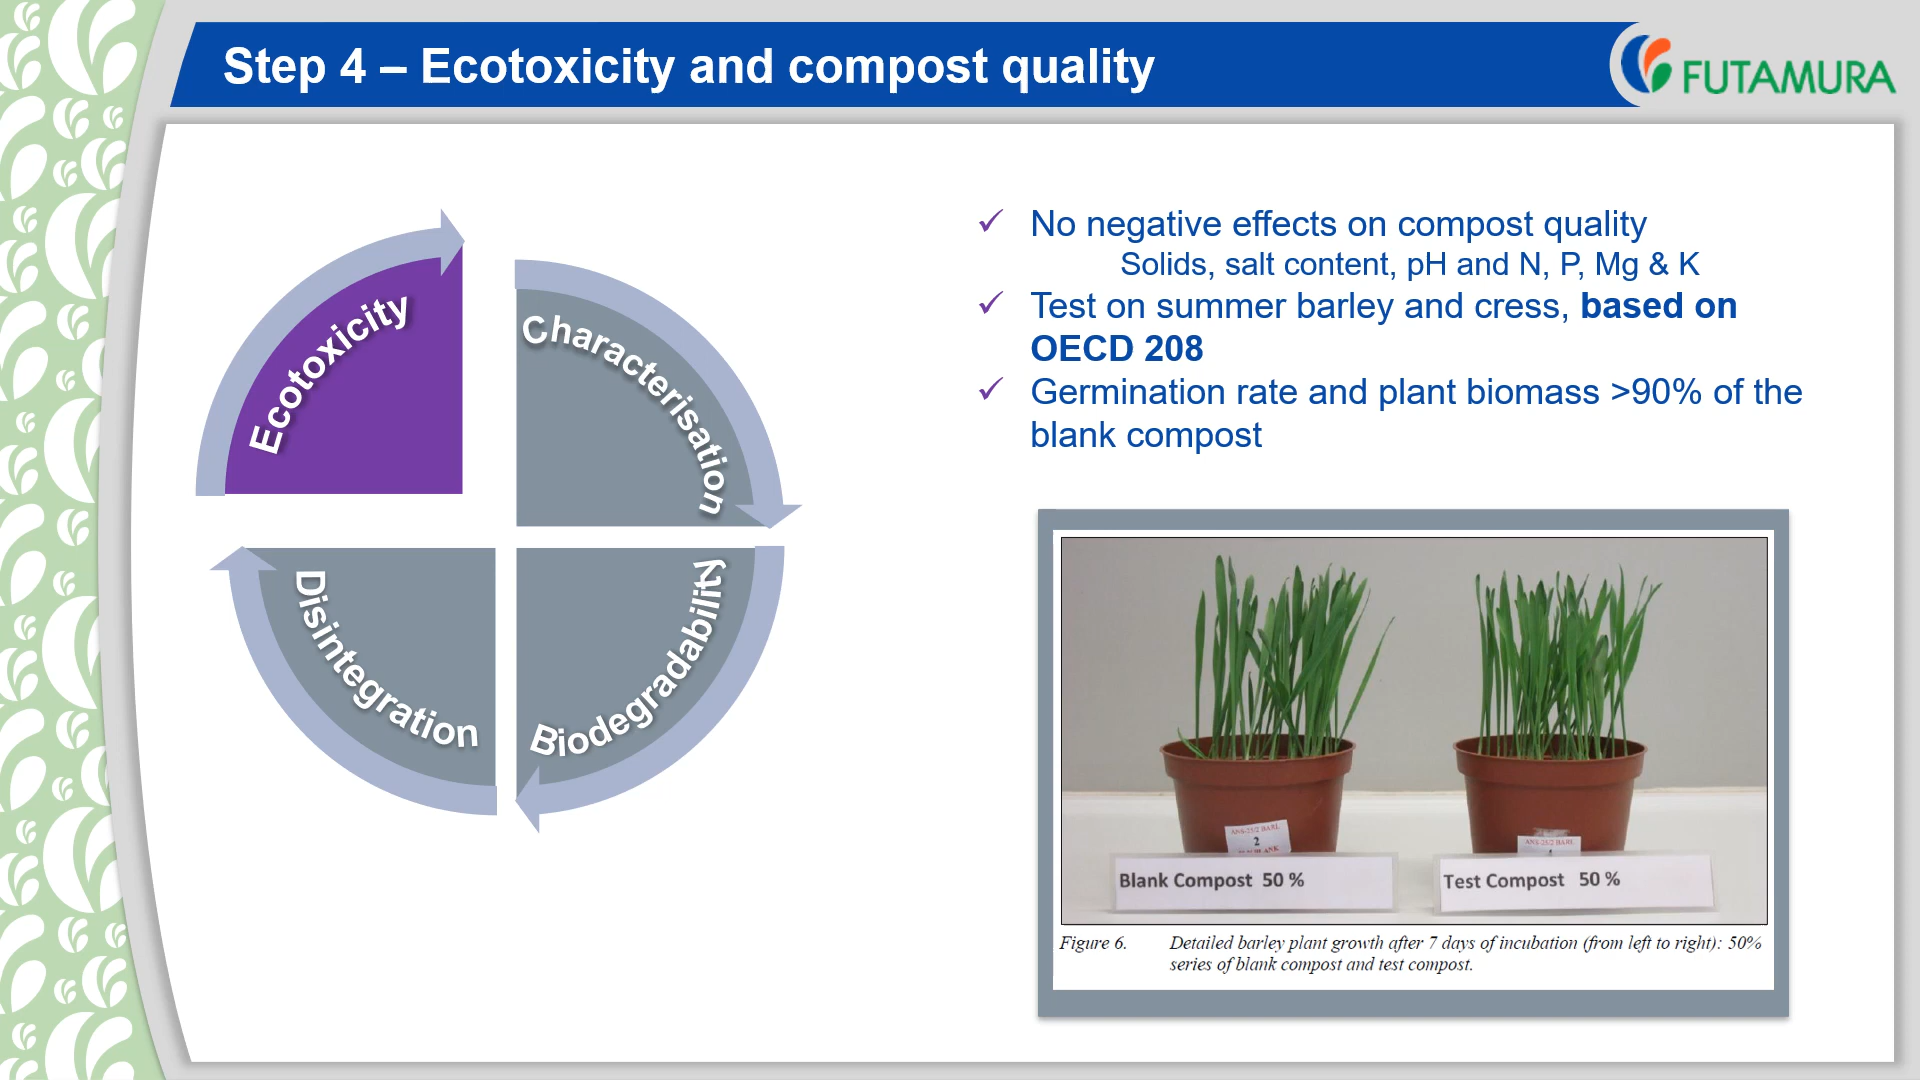 Step 4 – Ecotoxicity and compost quality
FUTAMURA
Ecotoxicity
Characterisation
Disintegration
Biodegradability
✓ No negative effects on compost quality
Solids, salt content, pH and N, P, Mg & K
✓ Test on summer barley and cress, based on
OECD 208
✓ Germination rate and plant biomass >90% of the
blank compost
2
Blank Compost 50 %
Test Compost 50 %
Figure 6. Detailed barley plant growth after 7 days of incubation (from left to right): 50%
series of blank compost and test compost.